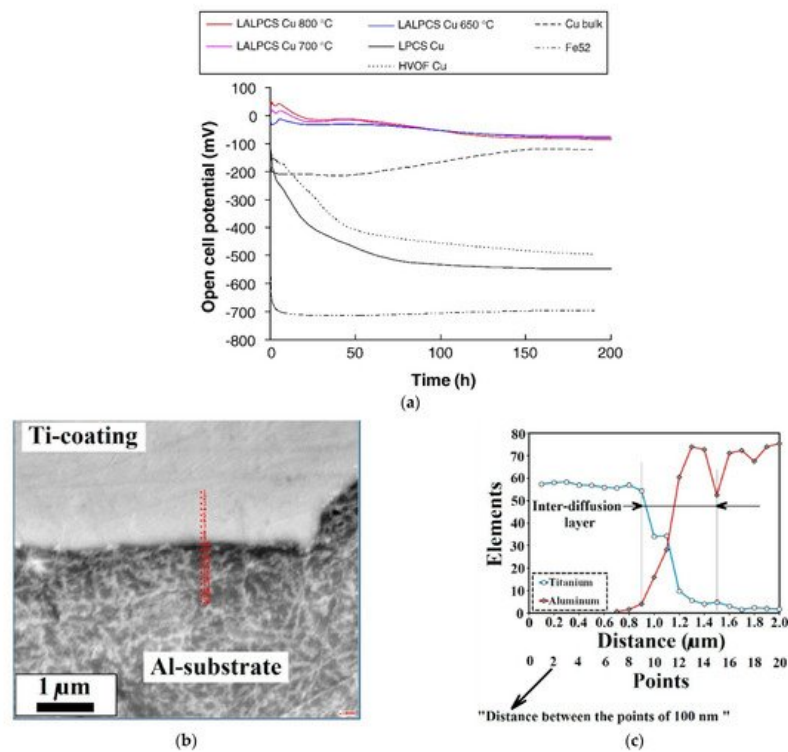 LALPCS Cu 800 °C LALPCS Cu 650 °C Cu bulk
LALPCS Cu 700 °C LPCS Cu Fe52
HVOF Cu
Open cell potential (mV)
100
0
-100
-200
-300
-400
-500
-600
-700
-800
0 50 100 150 200
Time (h)
(a)
Ti-coating
Al-substrate
1 µm
(b)
Elements
80
70
60
50
40
30
20
10
0
Inter-diffusion
layer
Titanium
Aluminum
0.2 0.4 0.6 0.8 1.0 1.2 1.4 1.6 1.8 2.0
Distance (µm)
0 2 4 6 8 10 12 14 16 18 20
Points
"Distance between the points of 100 nm "
(c)